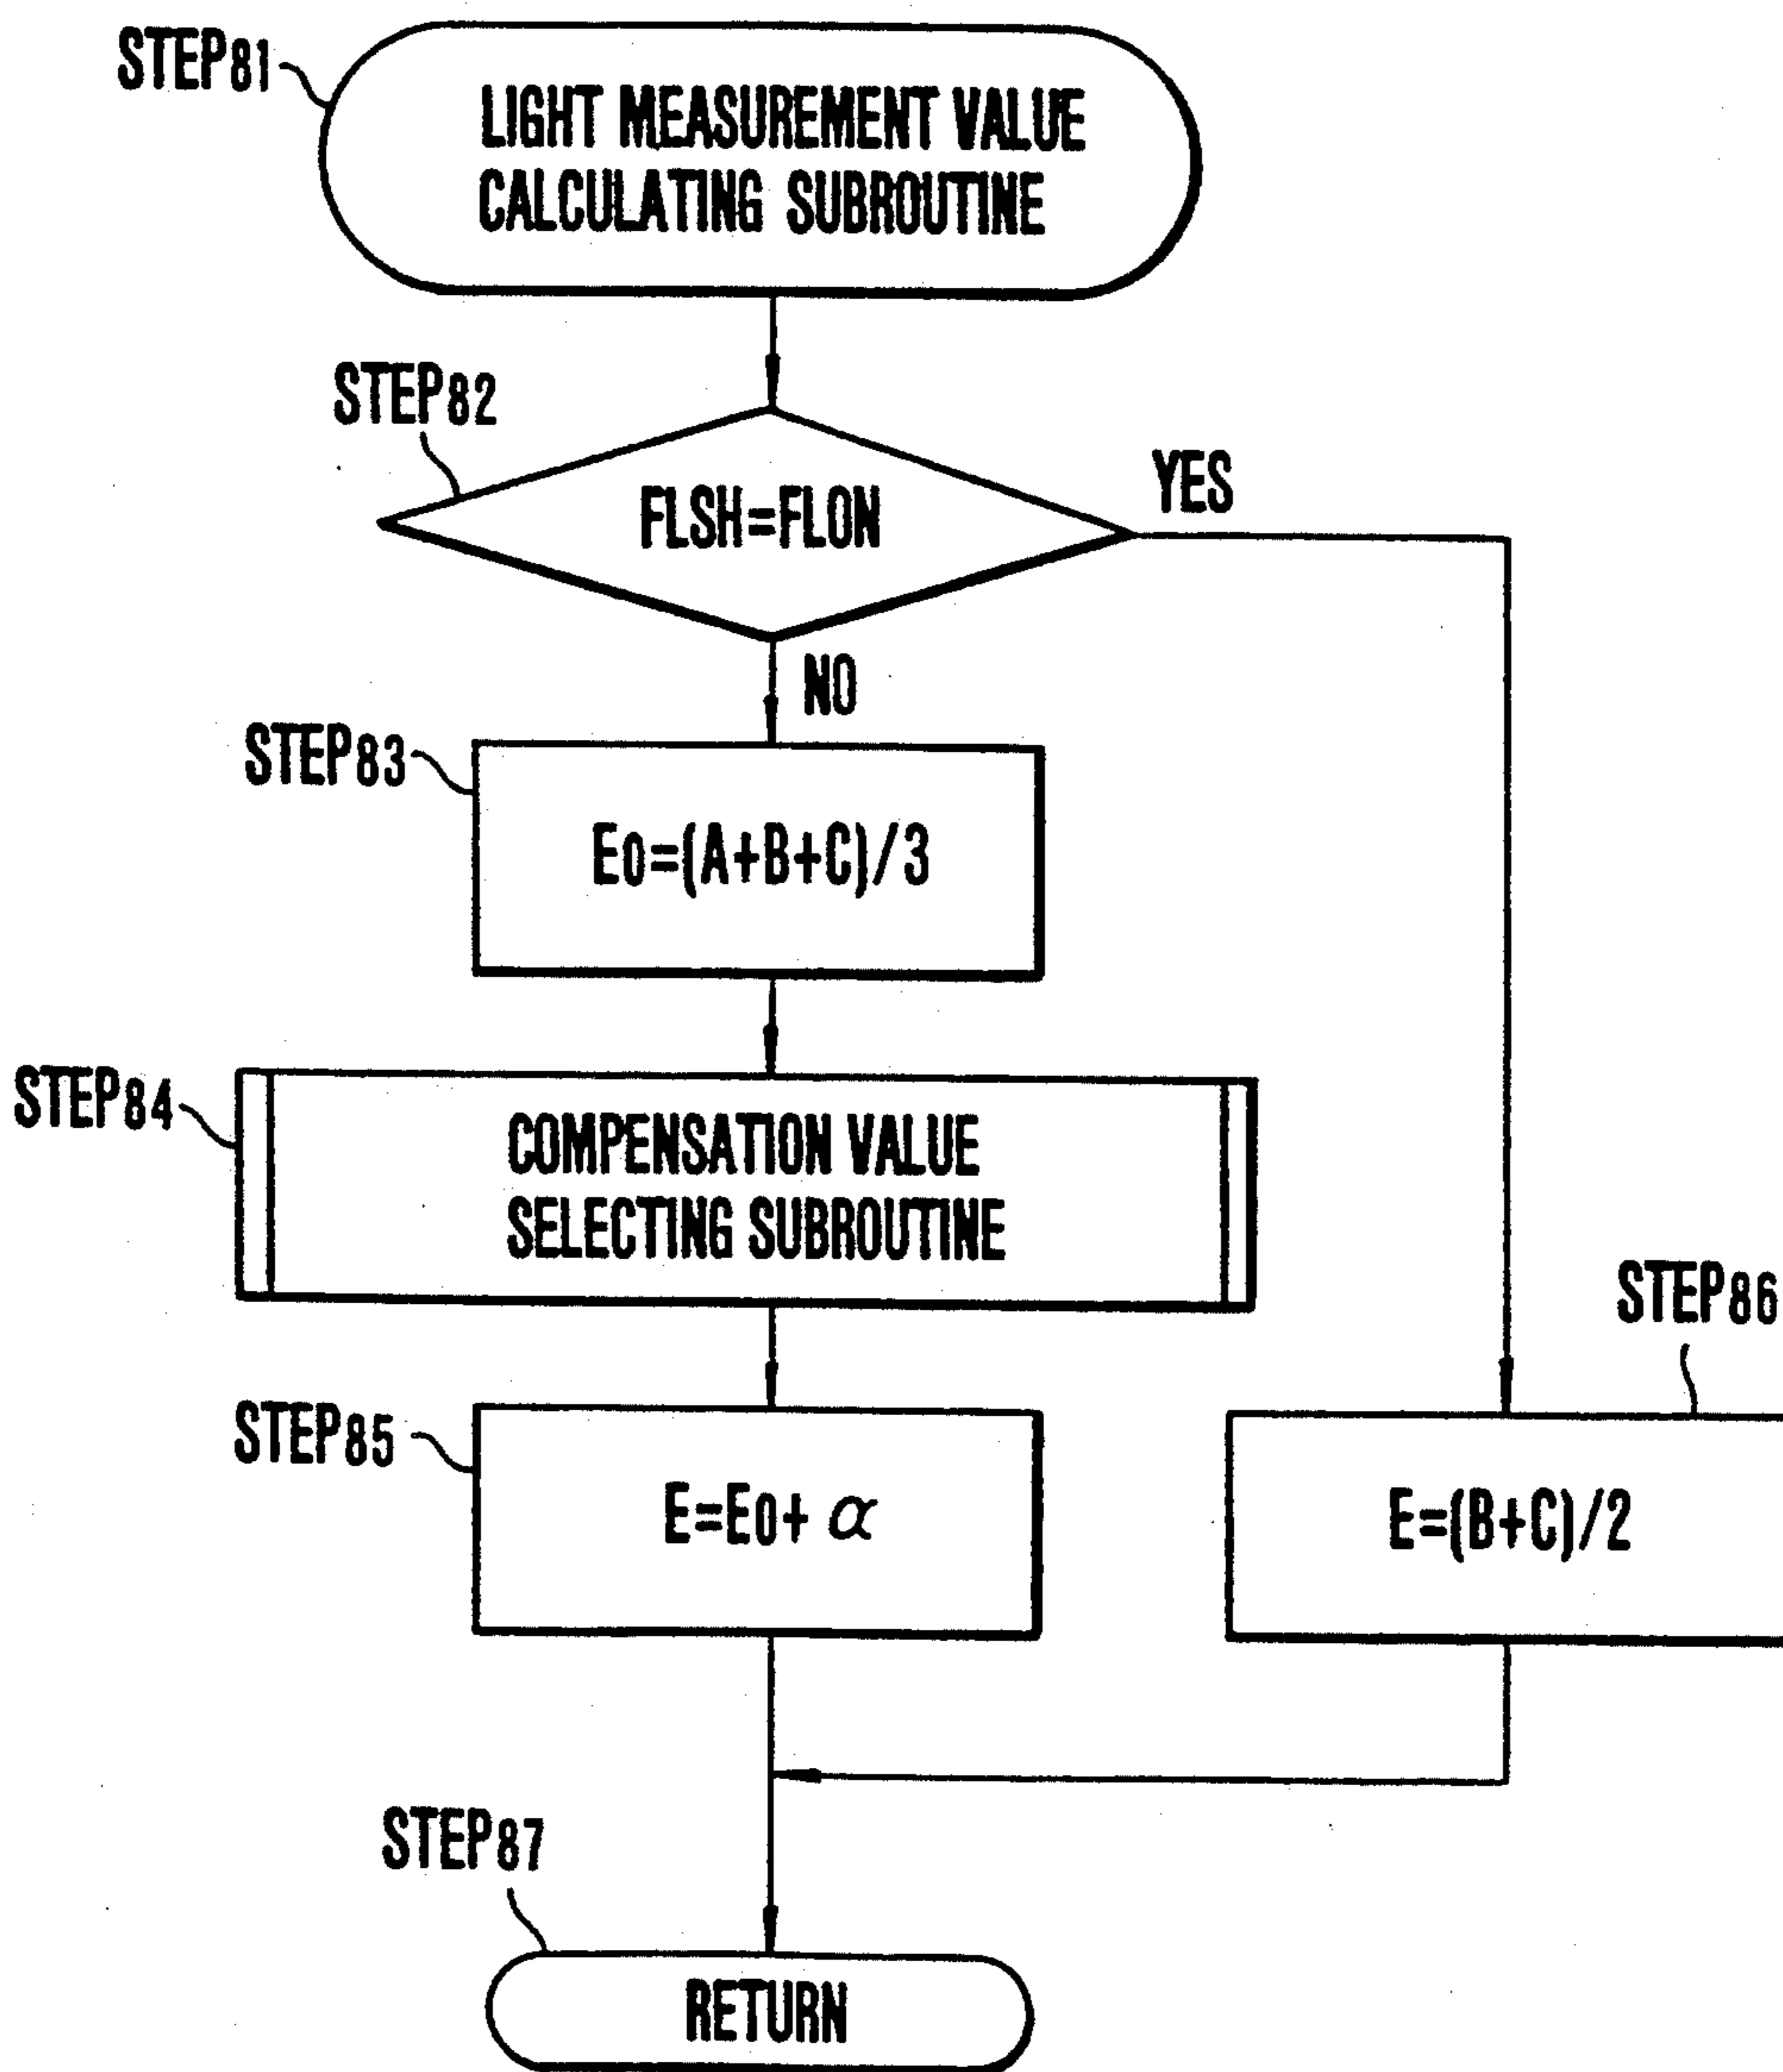 STEP81
LIGHT MEASUREMENT VALUE
CALCULATING SUBROUTINE
STEP82
FLSH=FLON
YES
NO
STEP83
E0=(A+B+C)/3
STEP84
COMPENSATION VALUE
SELECTING SUBROUTINE
STEP85
E=E0+ α
STEP86
E=(B+C)/2
STEP87
RETURN